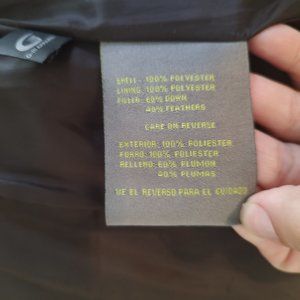 G
SHELL: 100% POLYESTER
LINING: 100% POLYESTER
FILLER: 60% DOWN
40% FEATHERS
CARE ON REVERSE
EXTERIOR: 100% POLIESTER
FORRO: 100% POLIESTER
RELLENO: 60% PLUMON
40% PLUMAS
VE EL REVERSO PARA EL CUIDADO